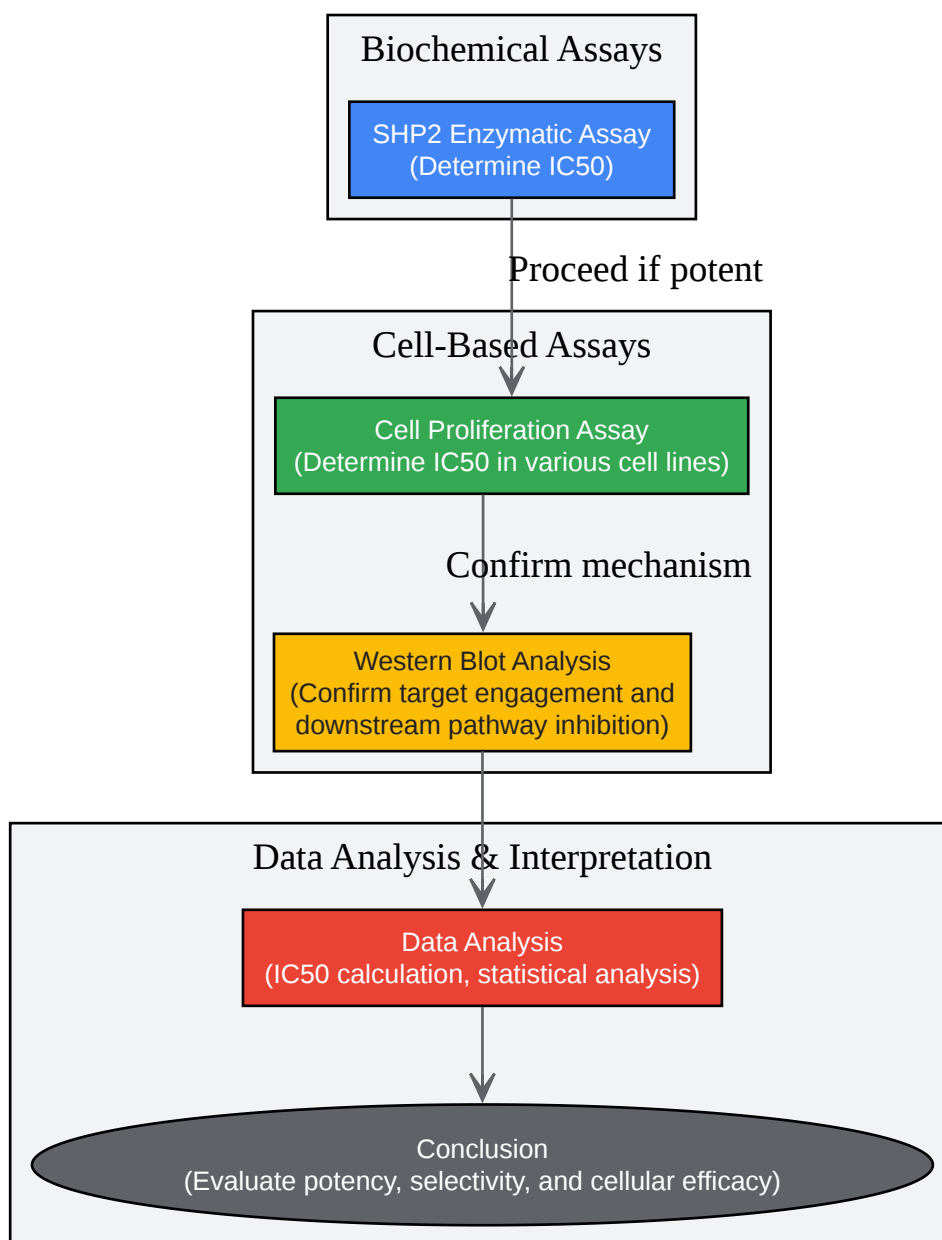 Biochemical Assays
SHP2 Enzymatic Assay
(Determine IC50)
Proceed if potent
Cell-Based Assays
Cell Proliferation Assay
(Determine IC50 in various cell lines)
Confirm mechanism
Western Blot Analysis
(Confirm target engagement and
downstream pathway inhibition)
Data Analysis & Interpretation
Data Analysis
(IC50 calculation, statistical analysis)
Conclusion
(Evaluate potency, selectivity, and cellular efficacy)